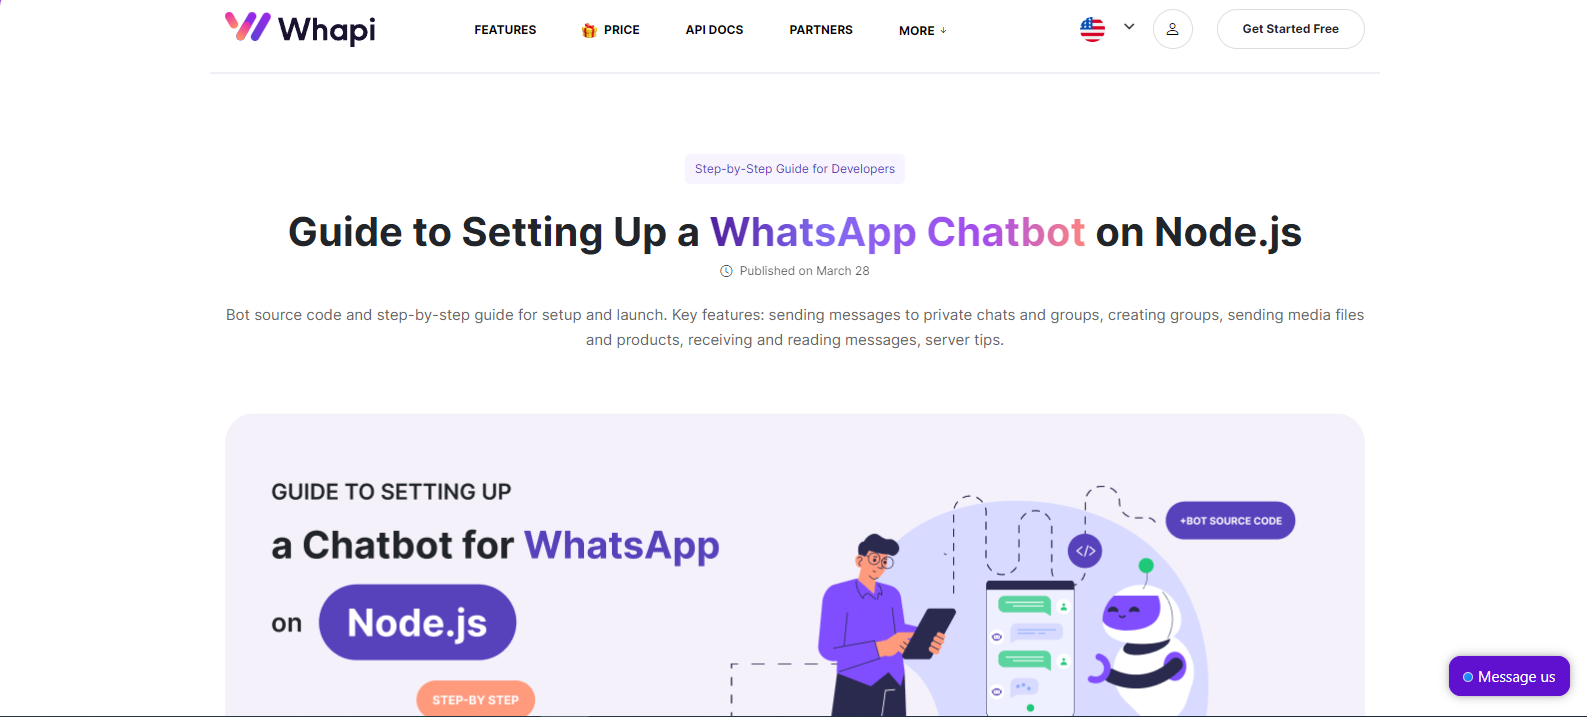 Whapi
FEATURES
PRICE
API DOCS
PARTNERS
MORE ↓
Get Started Free
Step-by-Step Guide for Developers
Guide to Setting Up a WhatsApp Chatbot on Node.js
Published on March 28
Bot source code and step-by-step guide for setup and launch. Key features: sending messages to private chats and groups, creating groups, sending media files
and products, receiving and reading messages, server tips.
GUIDE TO SETTING UP
a Chatbot for WhatsApp
on Node.js
STEP-BY STEP
+BOT SOURCE CODE
</>
Message us